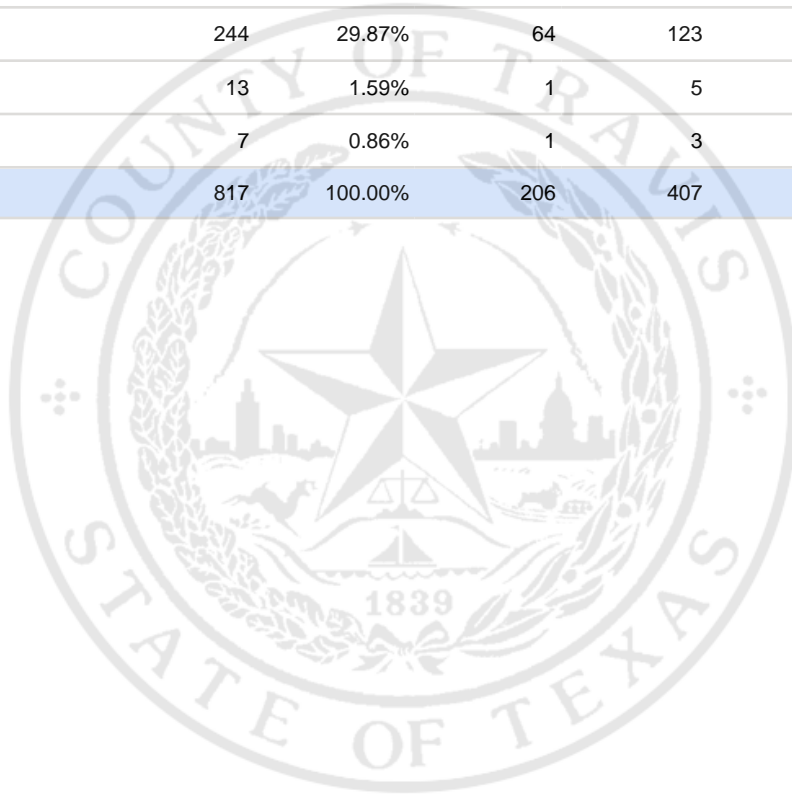 244 29.87% 64 123
13 1.59% 1 5
7 0.86% 1 3
817 100.00% 206 407
COUNTY OF TRAVIS
1839
STATE OF TEXAS